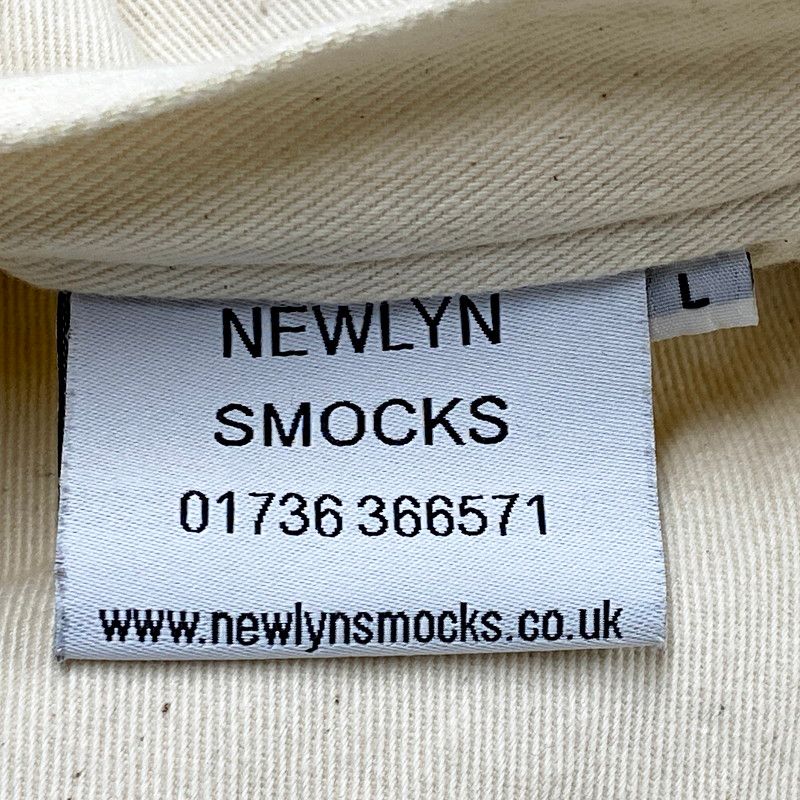 L
NEWLYN
SMOCKS
01736 366571
www.newlynsmocks.co.uk